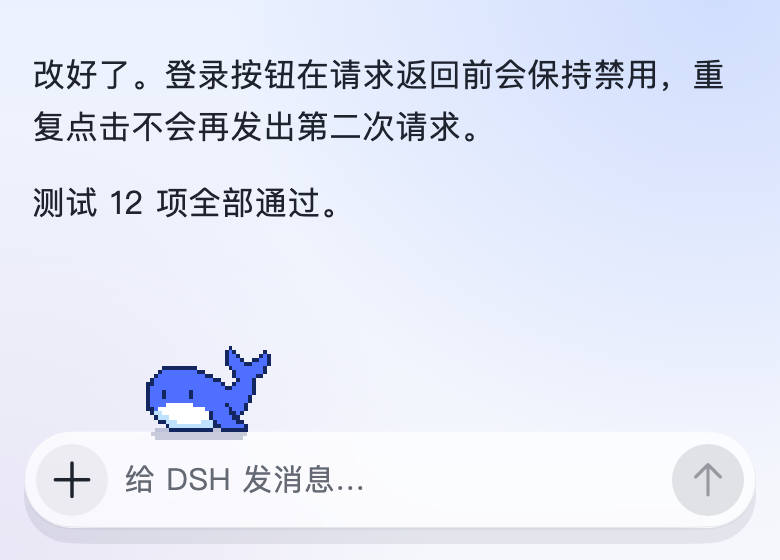 改好了。登录按钮在请求返回前会保持禁用，重
复点击不会再发出第二次请求。
测试 12 项全部通过。
给 DSH 发消息...